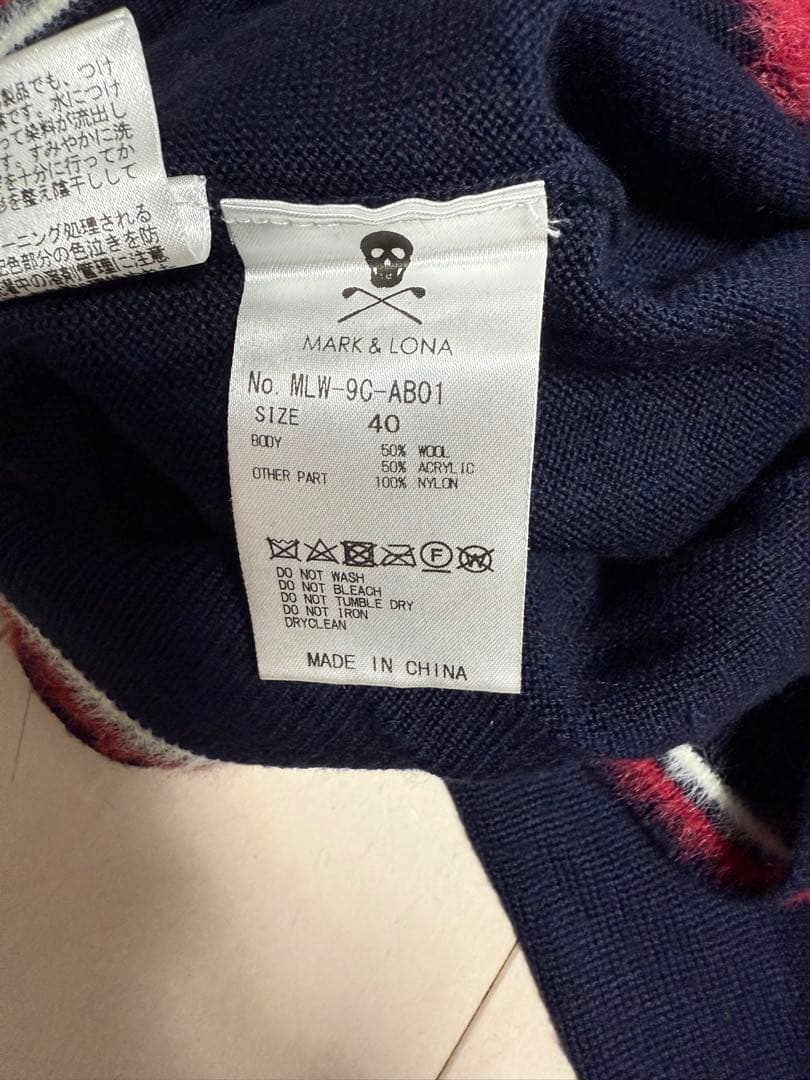 製品でも、つけ
です。水につけ
って染料が流出し
す。すみやかに洗
を十分に行ってか
を整え陰干しして
ーニング処理される
色部分の色泣きを防
中の溶剤管理に注意
MARK & LONA
No. MLW-9C-AB01
SIZE 40
BODY 50% WOOL
50% ACRYLIC
OTHER PART 100% NYLON
F W
DO NOT WASH
DO NOT BLEACH
DO NOT TUMBLE DRY
DO NOT IRON
DRYCLEAN
MADE IN CHINA